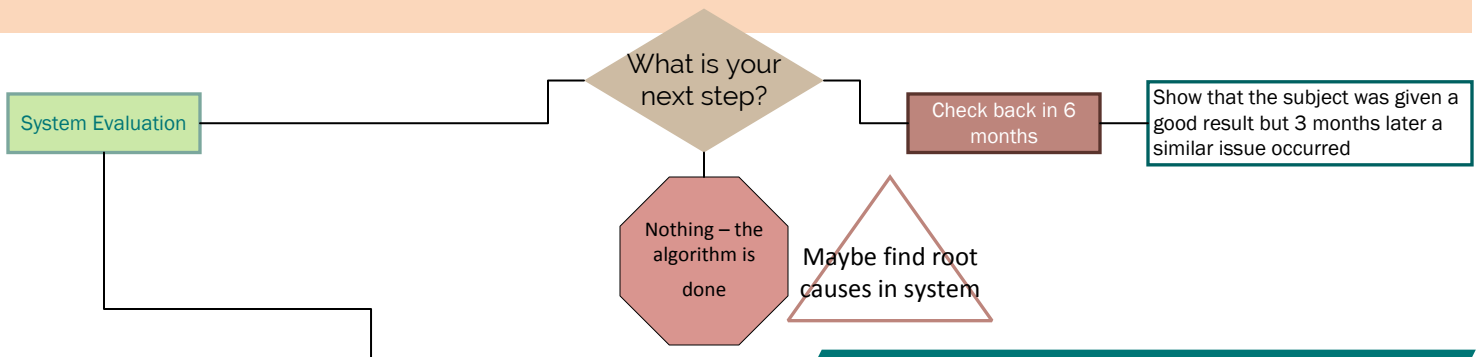 What is your
next step?
System Evaluation
Check back in 6
months
Show that the subject was given a
good result but 3 months later a
similar issue occurred
Nothing – the
algorithm is
done
Maybe find root
causes in system